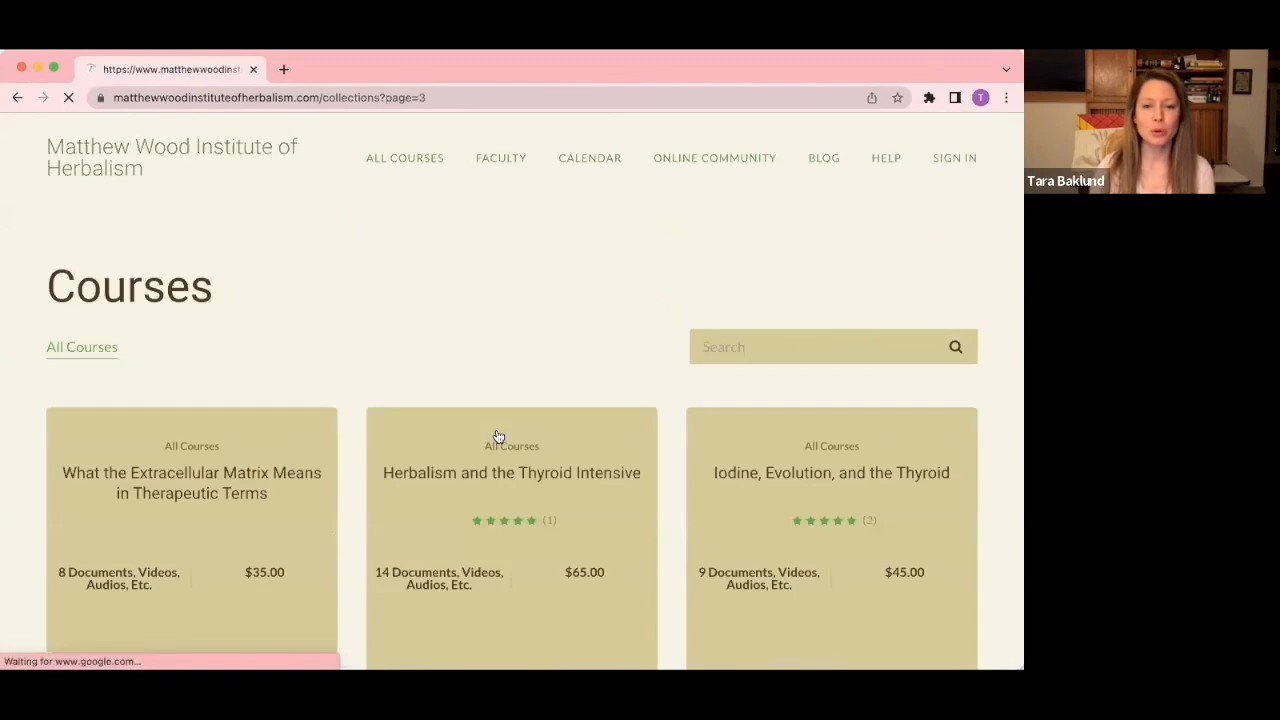 https://www.matthewwoodinst
matthewwoodinstituteofherbalism.com/collections?page=3
T
Matthew Wood Institute of
Herbalism
ALL COURSES
FACULTY
CALENDAR
ONLINE COMMUNITY
BLOG
HELP
SIGN IN
Tara Baklund
Courses
All Courses
Search
All Courses
What the Extracellular Matrix Means
in Therapeutic Terms
8 Documents, Videos,
Audios, Etc.
$35.00
All Courses
Herbalism and the Thyroid Intensive
(1)
14 Documents, Videos,
Audios, Etc.
$65.00
All Courses
Iodine, Evolution, and the Thyroid
(2)
9 Documents, Videos,
Audios, Etc.
$45.00
Waiting for www.google.com...